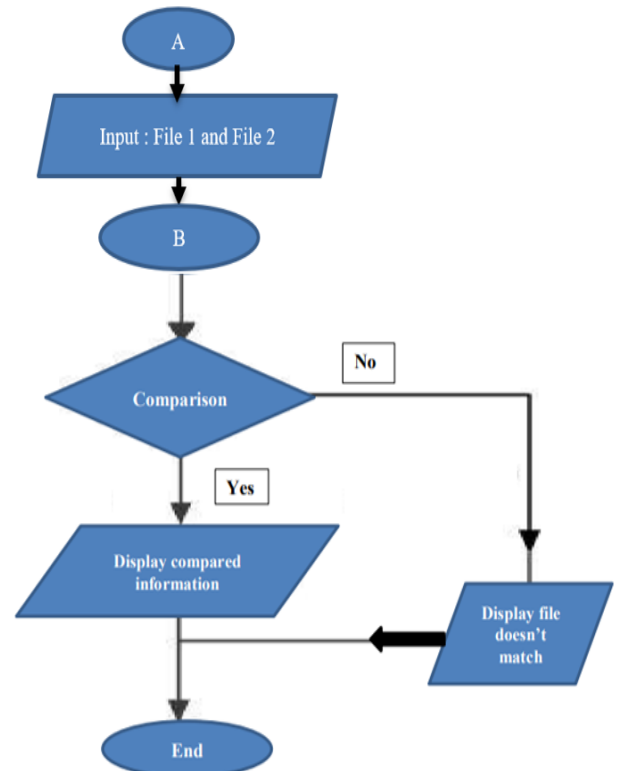 A
Input : File 1 and File 2
B
Comparison
No
Yes
Display compared
information
Display file
doesn't
match
End